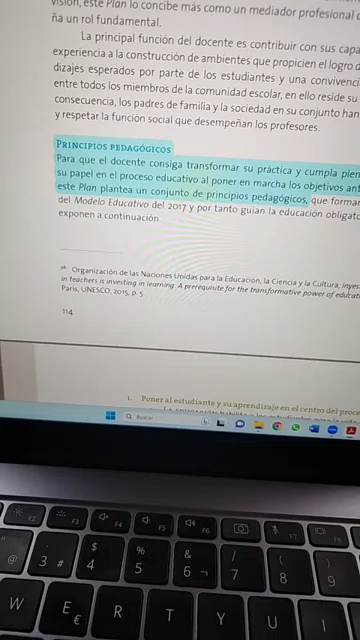 visión, este Plan lo concibe más como un mediador profesional
ña un rol fundamental.
La principal función del docente es contribuir con sus capa
experiencia a la construcción de ambientes que propicien el logro d
dizajes esperados por parte de los estudiantes y una convivenci
entre todos los miembros de la comunidad escolar, en ello reside su
consecuencia, los padres de familia y la sociedad en su conjunto han
y respetar la función social que desempeñan los profesores.
PRINCIPIOS PEDAGÓGICOS
Para que el docente consiga transformar su práctica y cumpla plen
su papel en el proceso educativo al poner en marcha los objetivos ant
este Plan plantea un conjunto de principios pedagógicos, que formar
del Modelo Educativo del 2017 y por tanto guían la educación obligato
exponen a continuación.
Organización de las Naciones Unidas para la Educación, la Ciencia y la Cultura, Inves
in teachers is investing in learning. A prerequisite for the transformative power of educati
Paris, UNESCO, 2015, p. 5.
114
1. Poner al estudiante y su aprendizaje en el centro del proce
Buscar
F2 F3 F4 F5 F6 F7 F8
@ 3 # $ 4 % 5 & 6 ¬ / 7 ( 8 ) 9
W E € R T Y U I